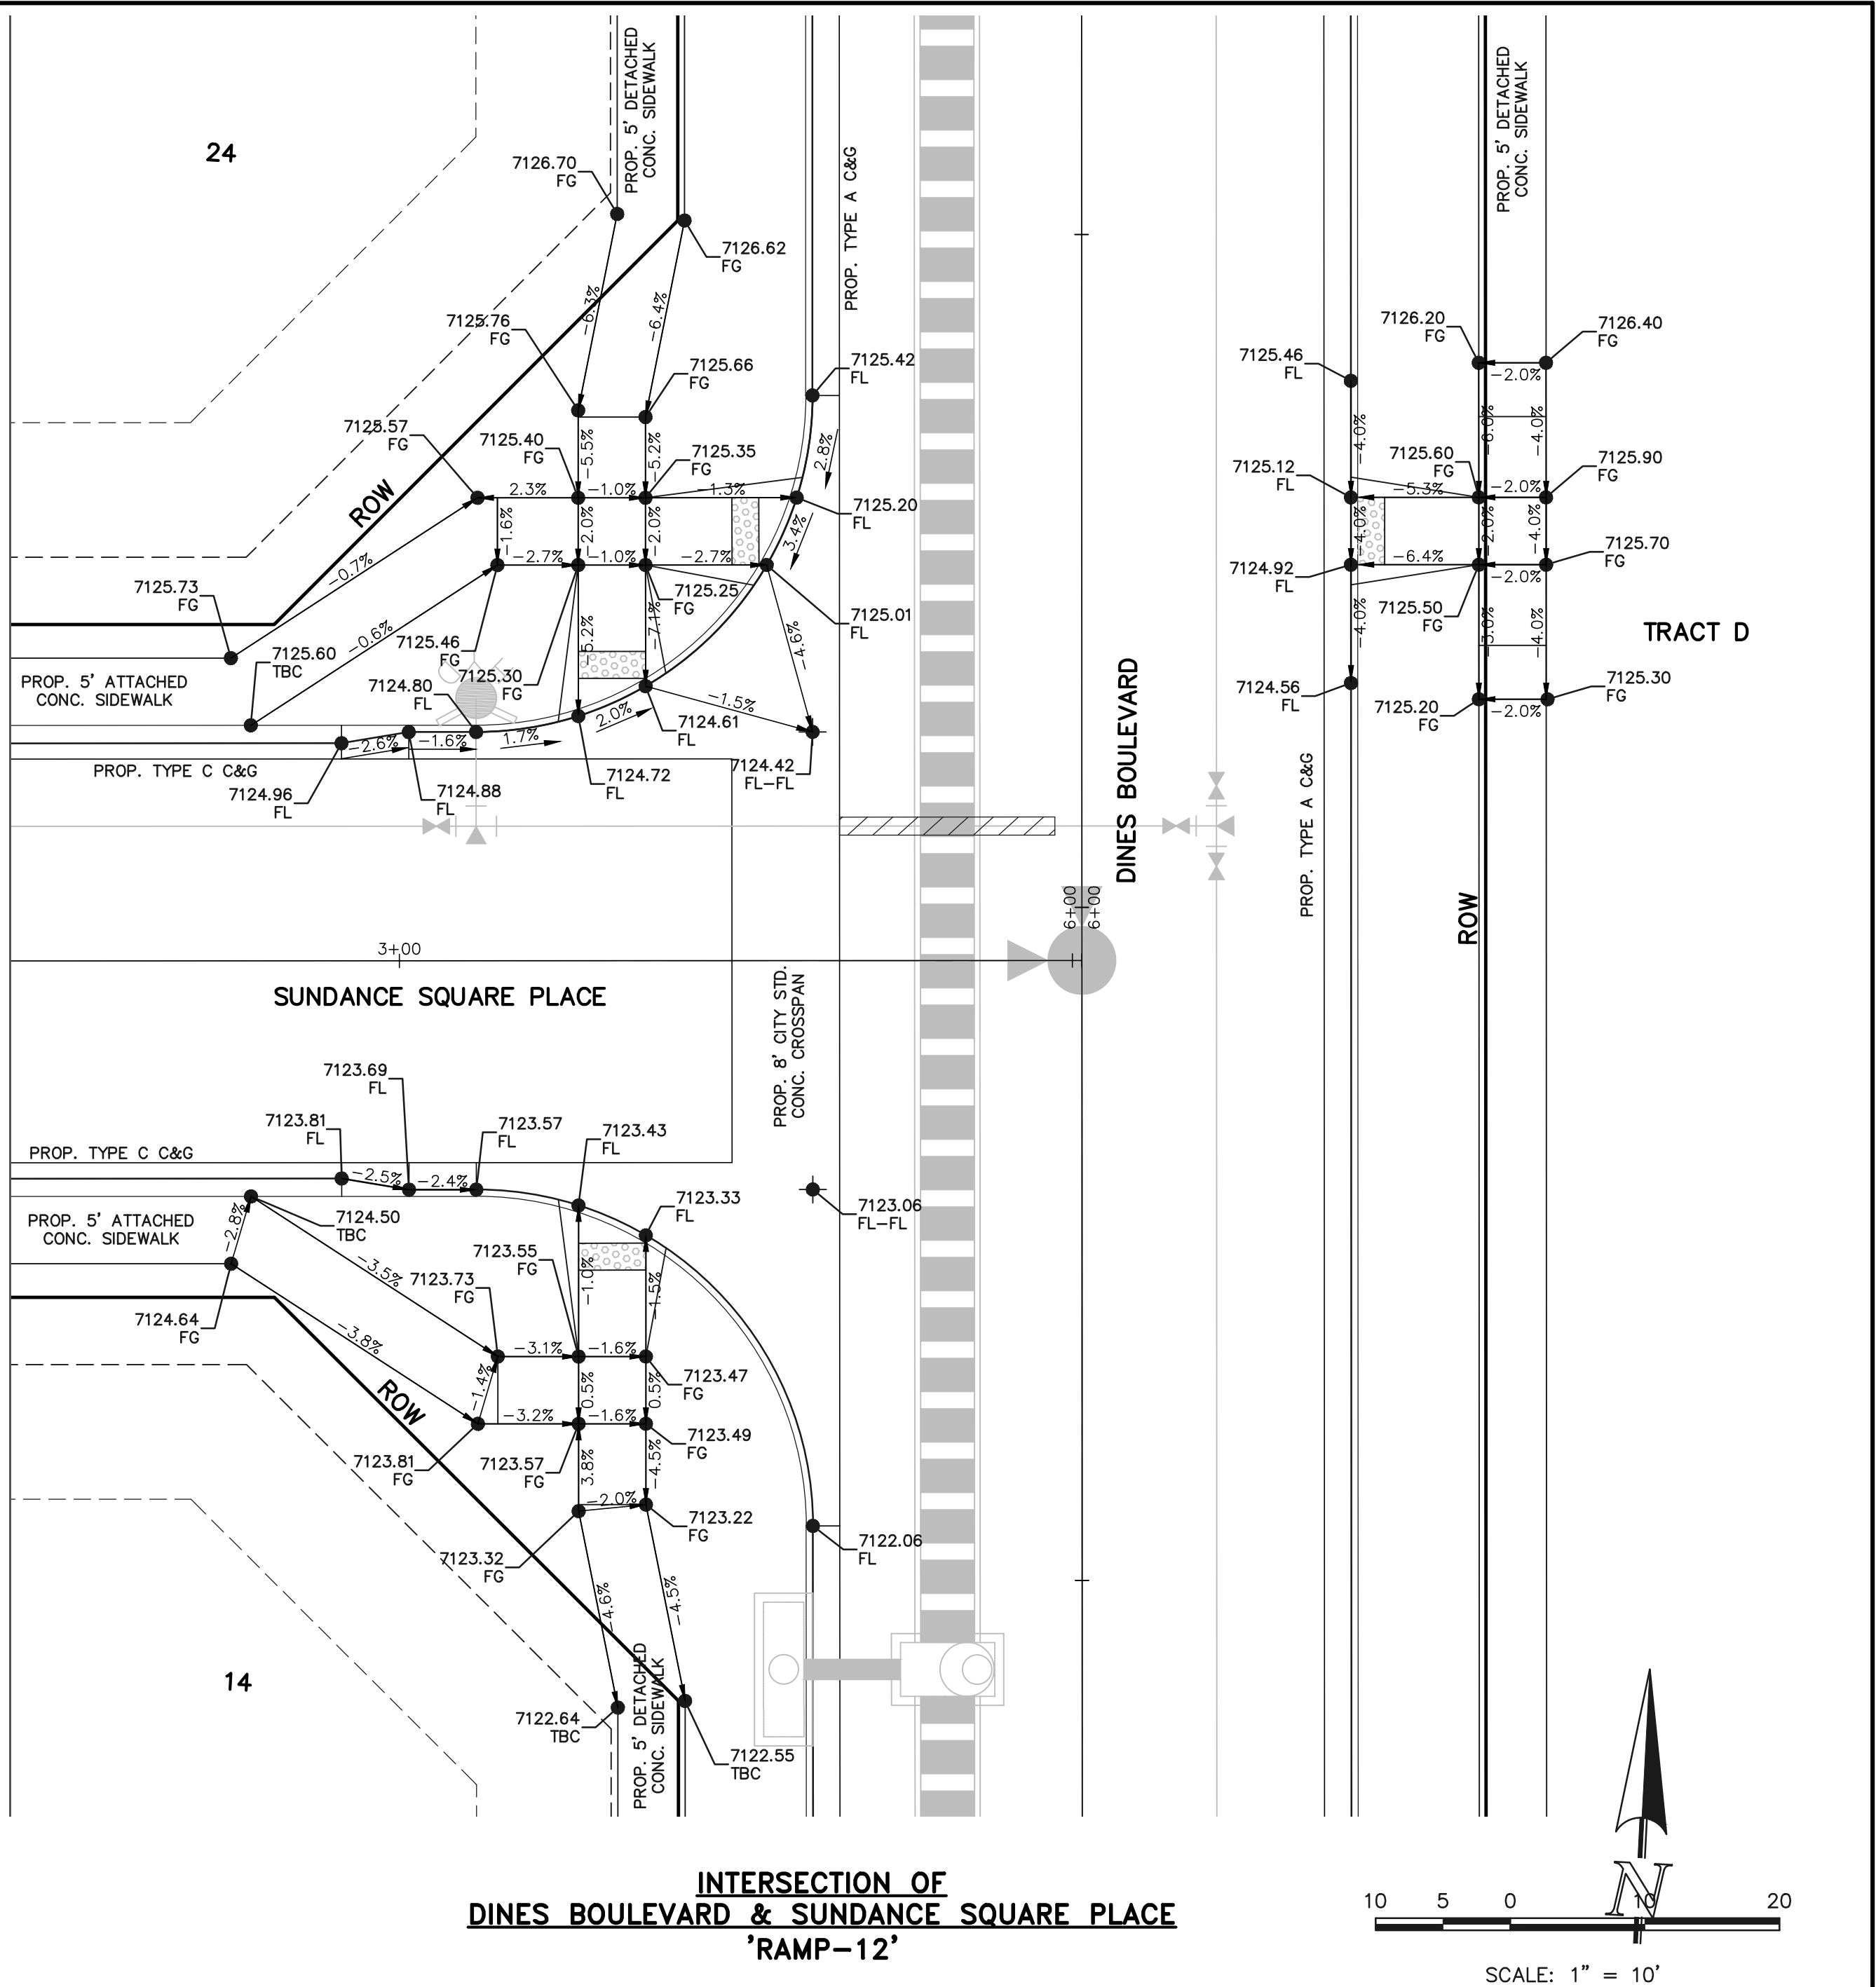 24
PROP. 5' DETACHED
CONC. SIDEWALK
7126.70
FG
7126.62
FG
-6.3%
-6.4%
7125.76
FG
7125.66
FG
PROP. TYPE A C&G
7125.42
FL
7125.57
FG
7125.40
FG
-5.5%
-5.2%
7125.35
FG
2.8%
ROW
2.3%
-1.0%
-1.3%
7125.20
FL
-1.6%
-2.0%
-2.0%
3.4%
-2.7%
-1.0%
-2.7%
-0.7%
7125.73
FG
7125.25
FG
7125.01
FL
-0.6%
7125.46
FG
-5.2%
-7.1%
-4.6%
7125.60
TBC
7125.30
FG
PROP. 5' ATTACHED
CONC. SIDEWALK
7124.80
FL
-1.5%
2.0%
7124.61
FL
-2.6%
-1.6%
1.7%
PROP. TYPE C C&G
7124.96
FL
7124.88
FL
7124.72
FL
7124.42
FL-FL
DINES BOULEVARD
6+00
6+00
3+00
SUNDANCE SQUARE PLACE
PROP. 8' CITY STD.
CONC. CROSSPAN
PROP. 5' DETACHED
CONC. SIDEWALK
7126.20
FG
7126.40
FG
7125.46
FL
-2.0%
-4.0%
-6.0%
-4.0%
7125.12
FL
7125.60
FG
7125.90
FG
-5.3%
-2.0%
-4.0%
-2.0%
-4.0%
7124.92
FL
-6.4%
7125.70
FG
-2.0%
7125.50
FG
-4.0%
-3.0%
-4.0%
TRACT D
7124.56
FL
7125.20
FG
-2.0%
7125.30
FG
PROP. TYPE A C&G
ROW
7123.69
FL
7123.81
FL
7123.57
FL
7123.43
FL
PROP. TYPE C C&G
-2.5%
-2.4%
7123.33
FL
7123.06
FL-FL
PROP. 5' ATTACHED
CONC. SIDEWALK
-2.8%
7124.50
TBC
7123.55
FG
-3.5%
7123.73
FG
-1.0%
-1.5%
7124.64
FG
-3.8%
-3.1%
-1.6%
7123.47
FG
-1.4%
0.5%
0.5%
ROW
-3.2%
-1.6%
7123.49
FG
7123.81
FG
7123.57
FG
3.8%
-4.5%
-2.0%
7123.22
FG
7122.06
FL
7123.32
FG
-4.6%
-4.5%
14
PROP. 5' DETACHED
CONC. SIDEWALK
7122.64
TBC
7122.55
TBC
INTERSECTION OF
DINES BOULEVARD & SUNDANCE SQUARE PLACE
'RAMP-12'
N
10 5 0 10 20
SCALE: 1" = 10'